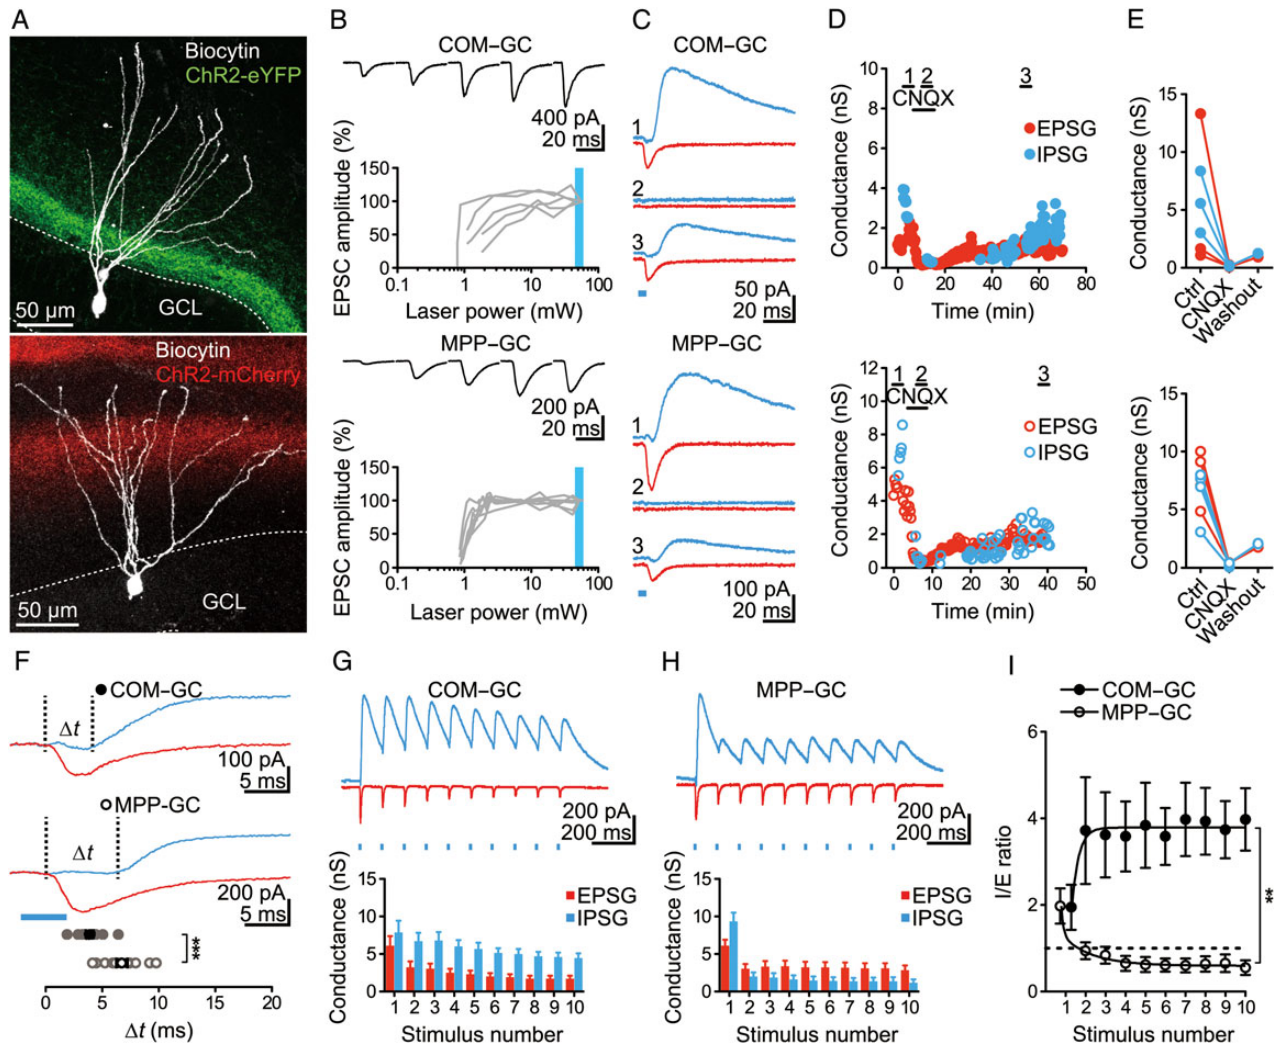 A
Biocytin
ChR2-eYFP
50 µm
GCL
Biocytin
ChR2-mCherry
50 µm
GCL
B
COM–GC
400 pA
20 ms
EPSC amplitude (%)
150
100
50
0
0.1 1 10 100
Laser power (mW)
MPP–GC
200 pA
20 ms
EPSC amplitude (%)
150
100
50
0
0.1 1 10 100
Laser power (mW)
C
COM–GC
1
2
3
50 pA
20 ms
MPP–GC
1
2
3
100 pA
20 ms
D
Conductance (nS)
10
8
6
4
2
0
1 2 3
CNQX
EPSG
IPSG
0 20 40 60 80
Time (min)
Conductance (nS)
12
10
8
6
4
2
0
1 2 3
CNQX
EPSG
IPSG
0 10 20 30 40 50
Time (min)
E
Conductance (nS)
15
10
5
0
Ctrl
CNQX
Washout
Conductance (nS)
15
10
5
0
Ctrl
CNQX
Washout
F
COM–GC
Δt
100 pA
5 ms
MPP-GC
Δt
200 pA
5 ms
***
0 5 10 15 20
Δt (ms)
G
COM–GC
200 pA
200 ms
Conductance (nS)
15
10
5
0
EPSG
IPSG
1 2 3 4 5 6 7 8 9 10
Stimulus number
H
MPP–GC
200 pA
200 ms
Conductance (nS)
15
10
5
0
EPSG
IPSG
1 2 3 4 5 6 7 8 9 10
Stimulus number
I
COM–GC
MPP–GC
I/E ratio
6
4
2
0
**
1 2 3 4 5 6 7 8 9 10
Stimulus number